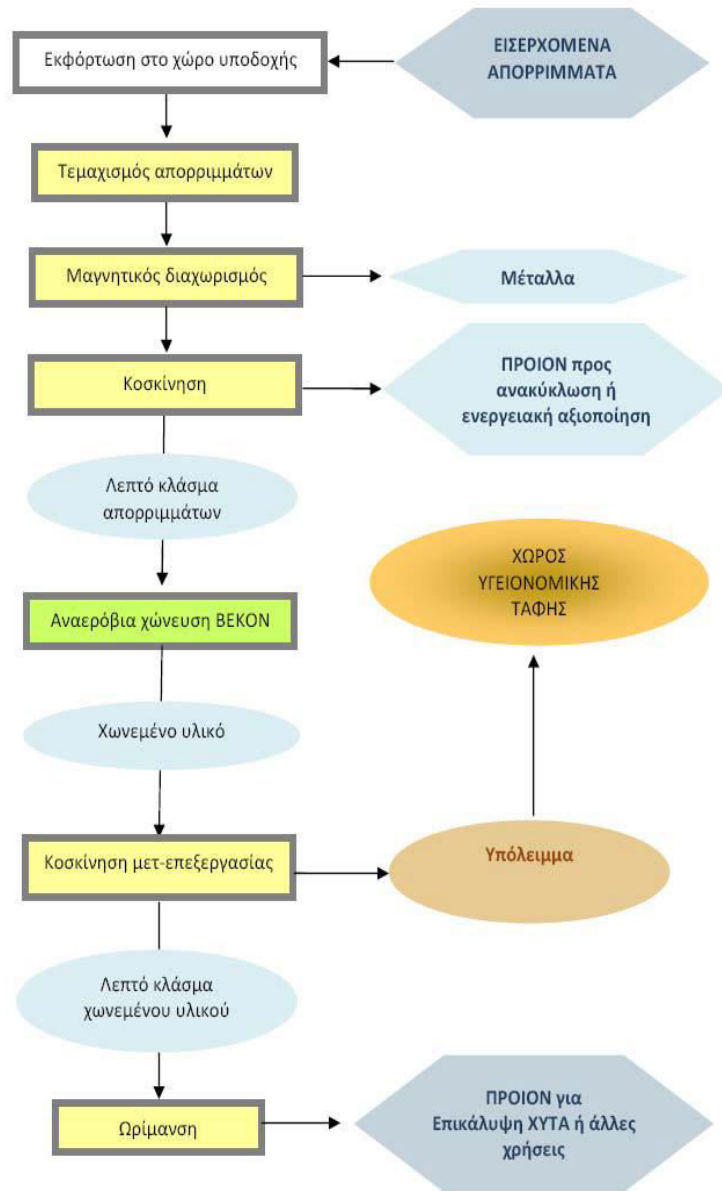 Εκφόρτωση στο χώρο υποδοχής
ΕΙΣΕΡΧΟΜΕΝΑ
ΑΠΟΡΡΙΜΜΑΤΑ
Τεμαχισμός απορριμμάτων
Μαγνητικός διαχωρισμός
Μέταλλα
Κοσκίνηση
ΠΡΟΙΟΝ προς
ανακύκλωση ή
ενεργειακή αξιοποίηση
Λεπτό κλάσμα
απορριμμάτων
ΧΩΡΟΣ
ΥΓΕΙΟΝΟΜΙΚΗΣ
ΤΑΦΗΣ
Αναερόβια χώνευση BEKON
Χωνεμένο υλικό
Κοσκίνηση μετ-επεξεργασίας
Υπόλειμμα
Λεπτό κλάσμα
χωνεμένου υλικού
Ωρίμανση
ΠΡΟΙΟΝ για
Επικάλυψη ΧΥΤΑ ή άλλες
χρήσεις